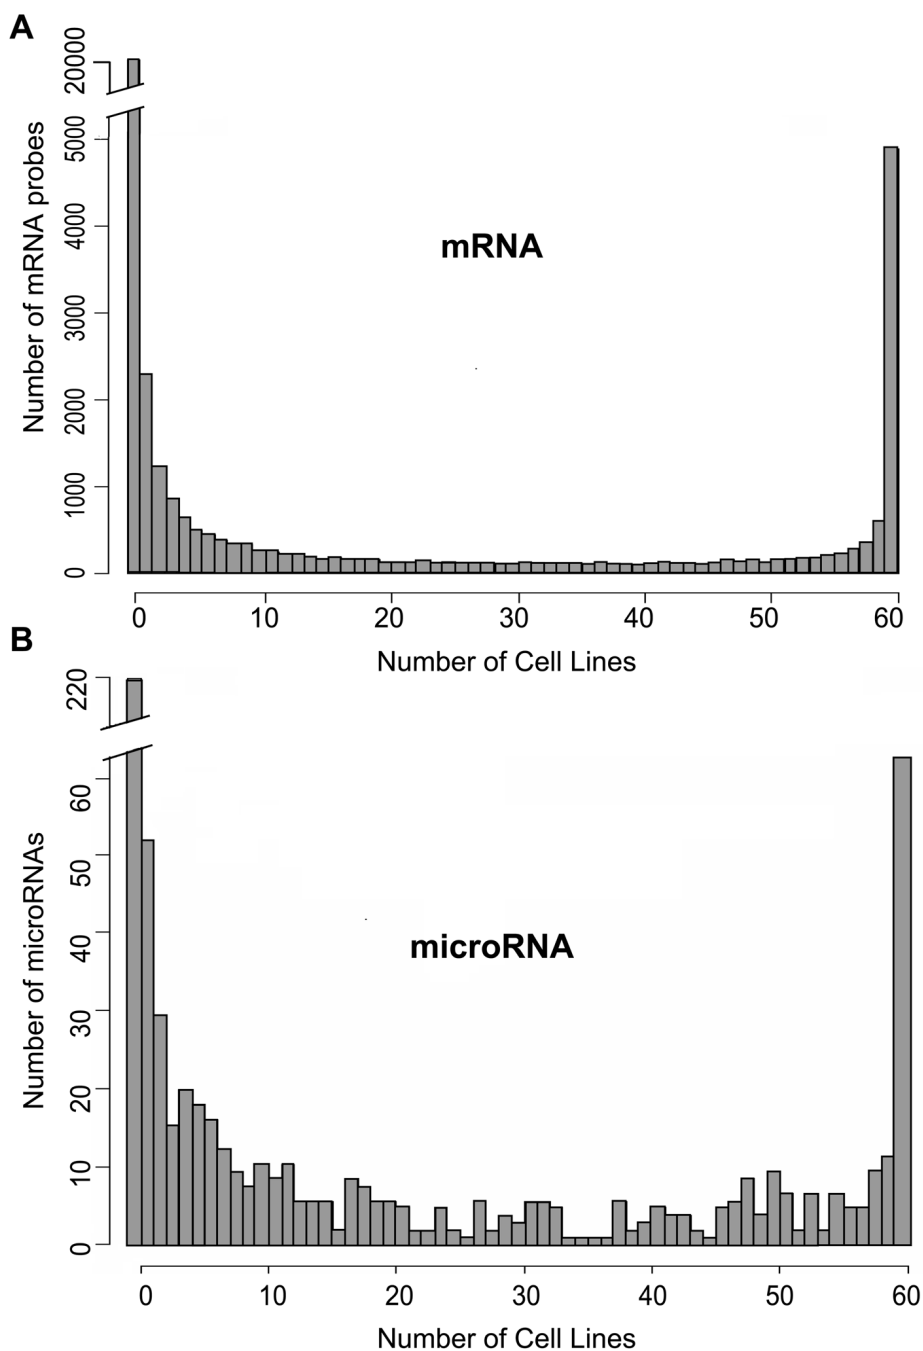 A
20000
5000
4000
3000
2000
1000
0
Number of mRNA probes
mRNA
0 10 20 30 40 50 60
Number of Cell Lines
B
220
60
50
40
30
20
10
0
Number of microRNAs
microRNA
0 10 20 30 40 50 60
Number of Cell Lines